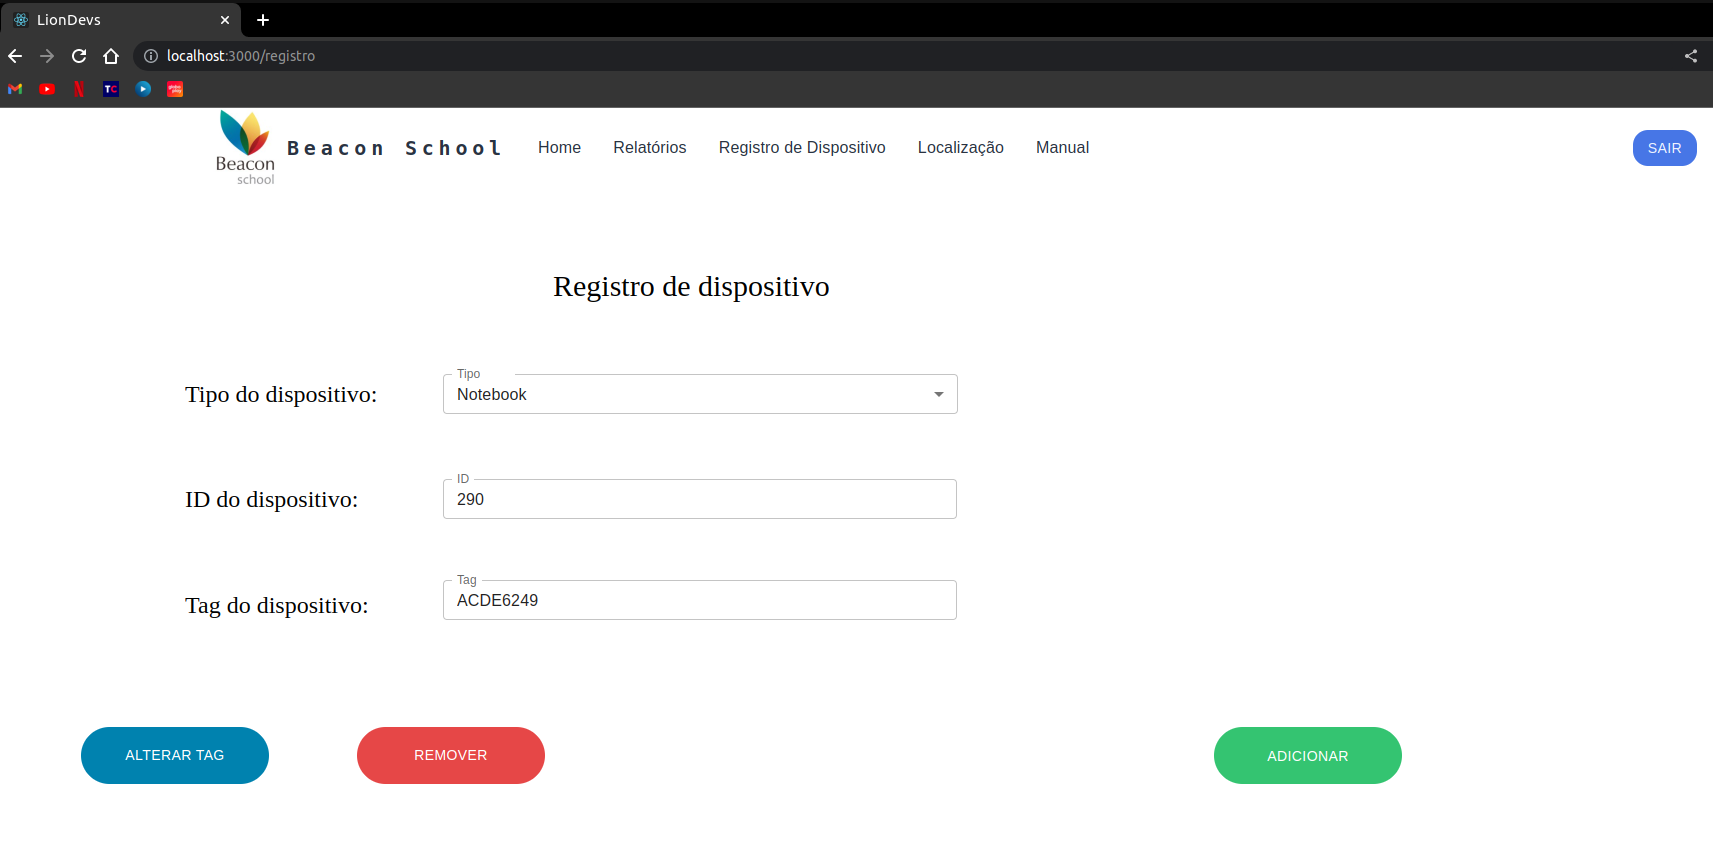 LionDevs
localhost:3000/registro
TC
Beacon
school
Beacon School
Home
Relatórios
Registro de Dispositivo
Localização
Manual
SAIR
Registro de dispositivo
Tipo do dispositivo:
Tipo
Notebook
ID do dispositivo:
ID
290
Tag do dispositivo:
Tag
ACDE6249
ALTERAR TAG
REMOVER
ADICIONAR